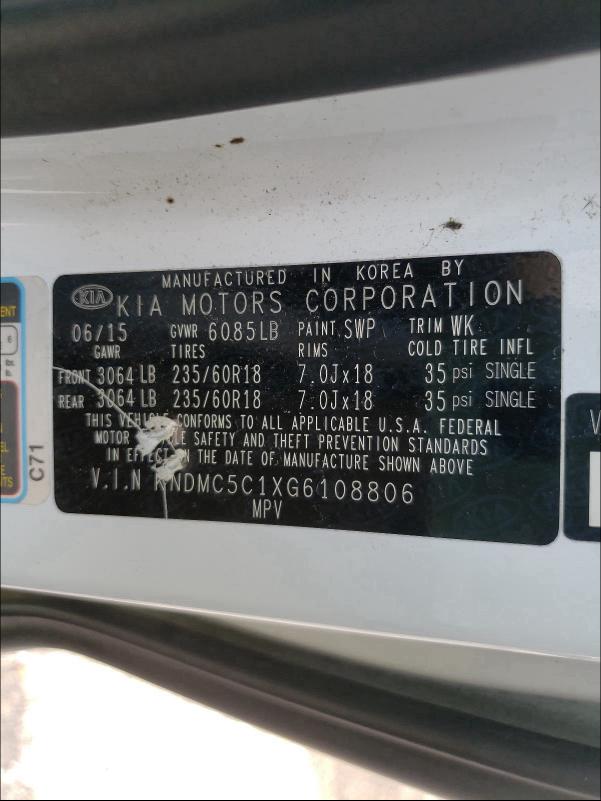 MANUFACTURED IN KOREA BY
KIA KIA MOTORS CORPORATION
06/15 GVWR 6085LB PAINT SWP TRIM WK
GAWR TIRES RIMS COLD TIRE INFL
FRONT 3064 LB 235/60R18 7.0Jx18 35 psi SINGLE
REAR 3064 LB 235/60R18 7.0Jx18 35 psi SINGLE
THIS CONFORMS TO ALL APPLICABLE U.S.A. FEDERAL
MOTOR SAFETY AND THEFT PREVENTION STANDARDS
IN ON THE DATE OF MANUFACTURE SHOWN ABOVE
V.I.N NDMC5C1XG6108806
MPV
C71